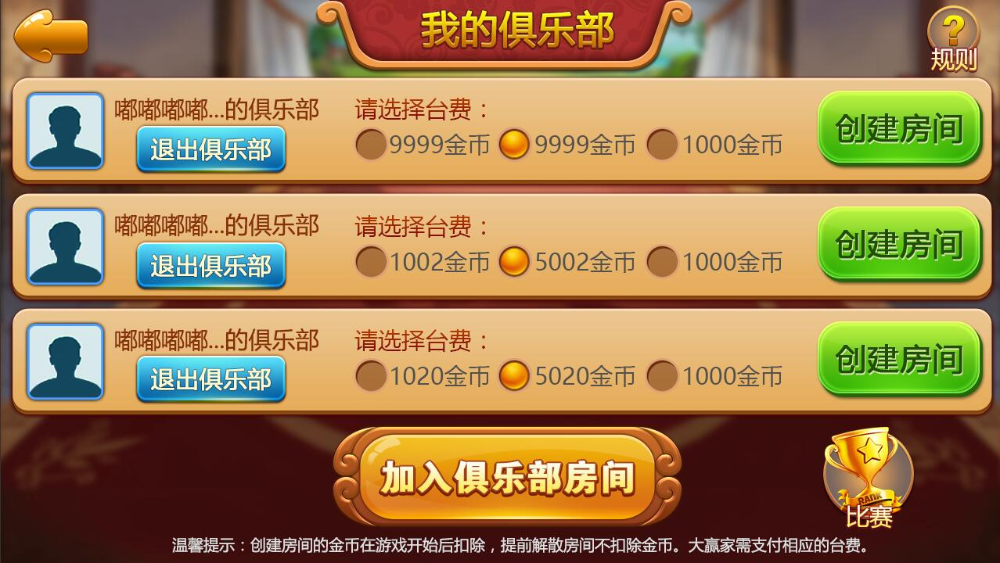 我的俱乐部
规则
嘟嘟嘟嘟...的俱乐部
退出俱乐部
请选择台费：
9999金币 9999金币 1000金币
创建房间
嘟嘟嘟嘟...的俱乐部
退出俱乐部
请选择台费：
1002金币 5002金币 1000金币
创建房间
嘟嘟嘟嘟...的俱乐部
退出俱乐部
请选择台费：
1020金币 5020金币 1000金币
创建房间
加入俱乐部房间
RANK
比赛
温馨提示：创建房间的金币在游戏开始后扣除，提前解散房间不扣除金币。大赢家需支付相应的台费。